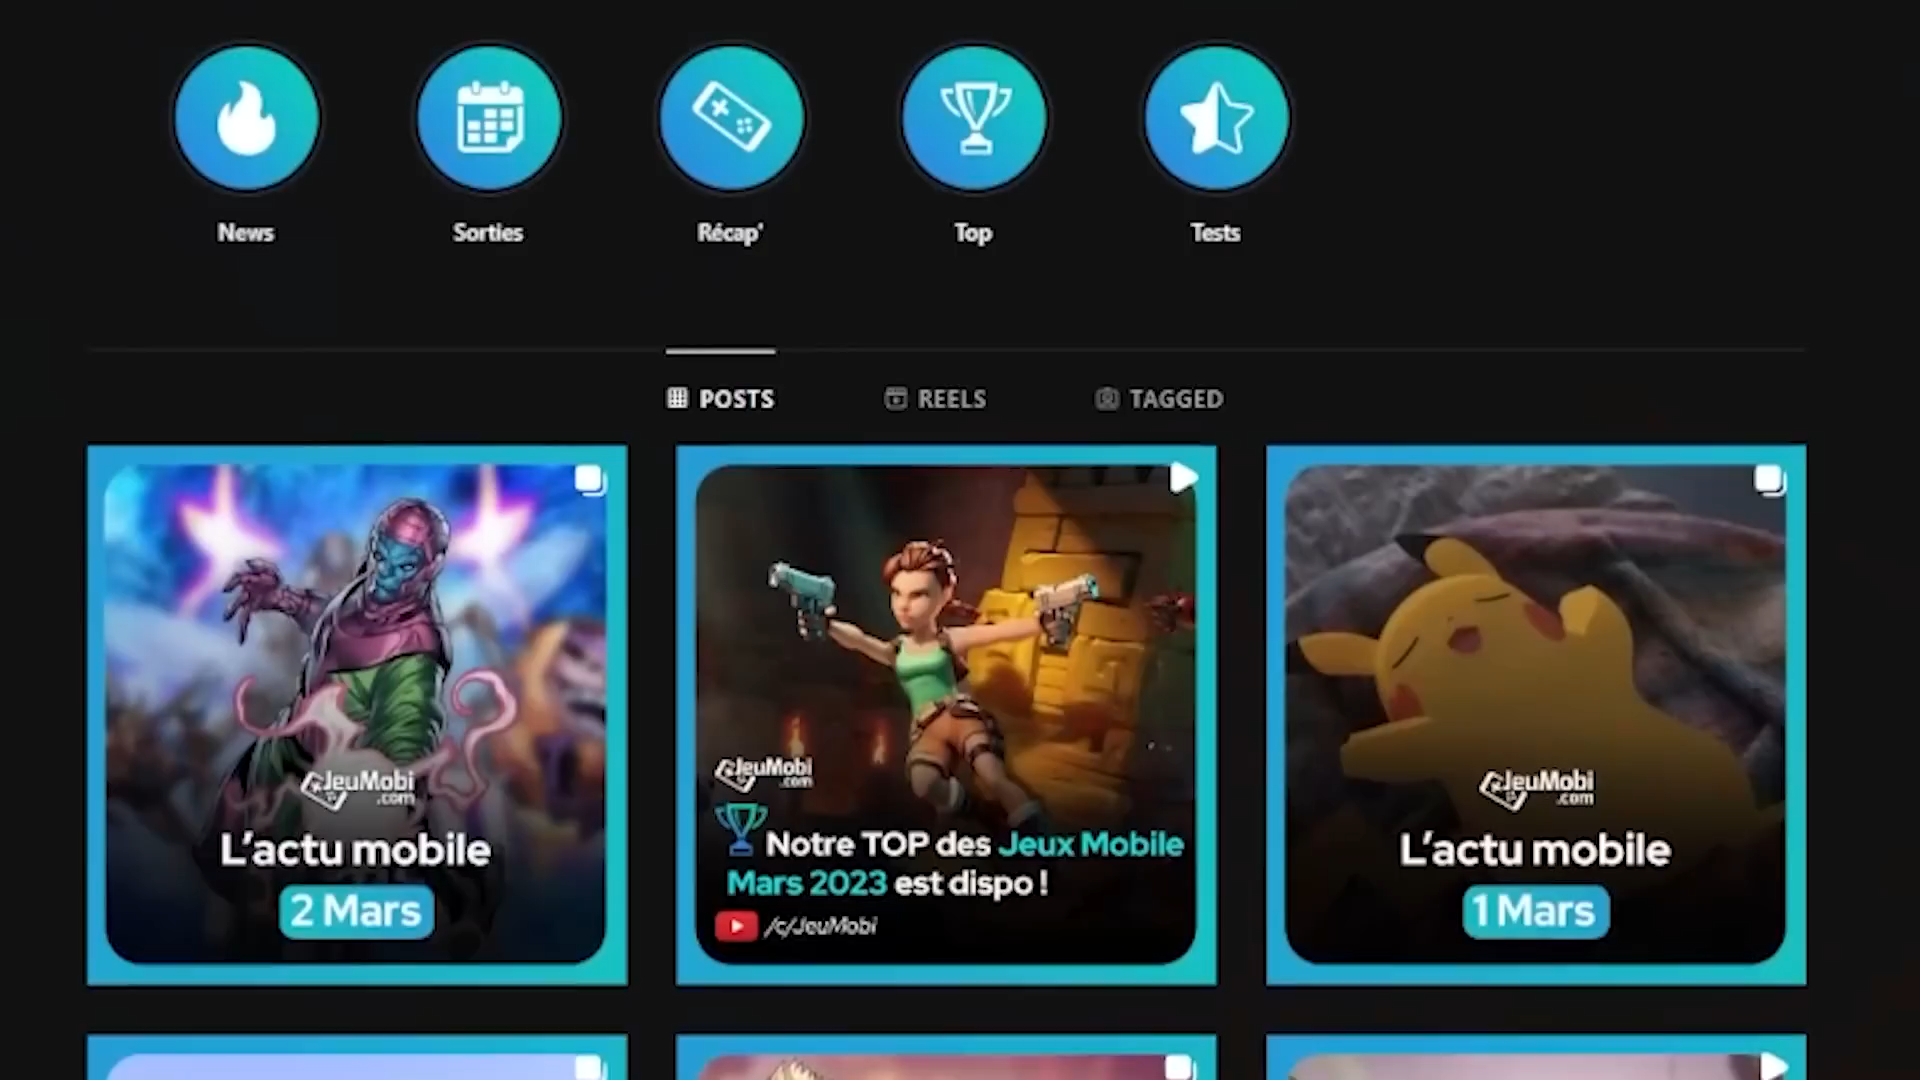 News
Sorties
Récap'
Top
Tests
POSTS
REELS
TAGGED
JeuMobi
.com
L'actu mobile
2 Mars
JeuMobi
.com
Notre TOP des Jeux Mobile
Mars 2023 est dispo !
/c/JeuMobi
JeuMobi
.com
L'actu mobile
1 Mars